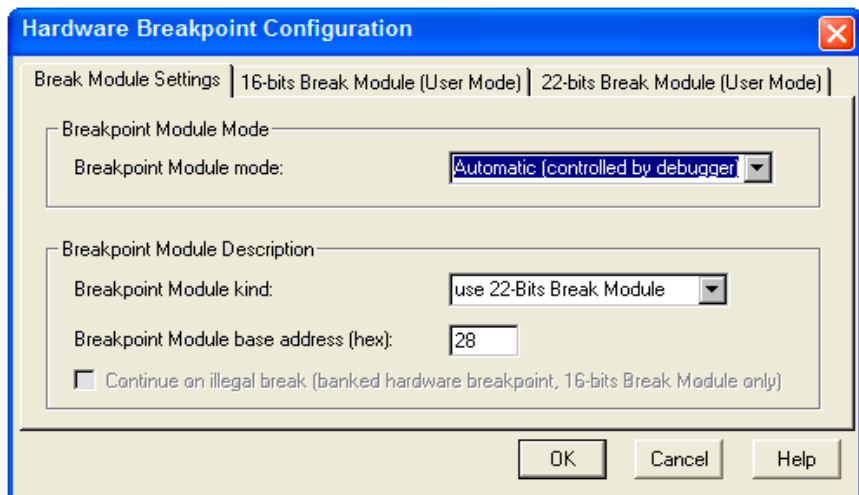 Hardware Breakpoint Configuration
Break Module Settings 16-bits Break Module (User Mode) 22-bits Break Module (User Mode)
Breakpoint Module Mode
Breakpoint Module mode: Automatic (controlled by debugger)
Breakpoint Module Description
Breakpoint Module kind: use 22-Bits Break Module
Breakpoint Module base address (hex): 28
Continue on illegal break (banked hardware breakpoint, 16-bits Break Module only)
OK Cancel Help